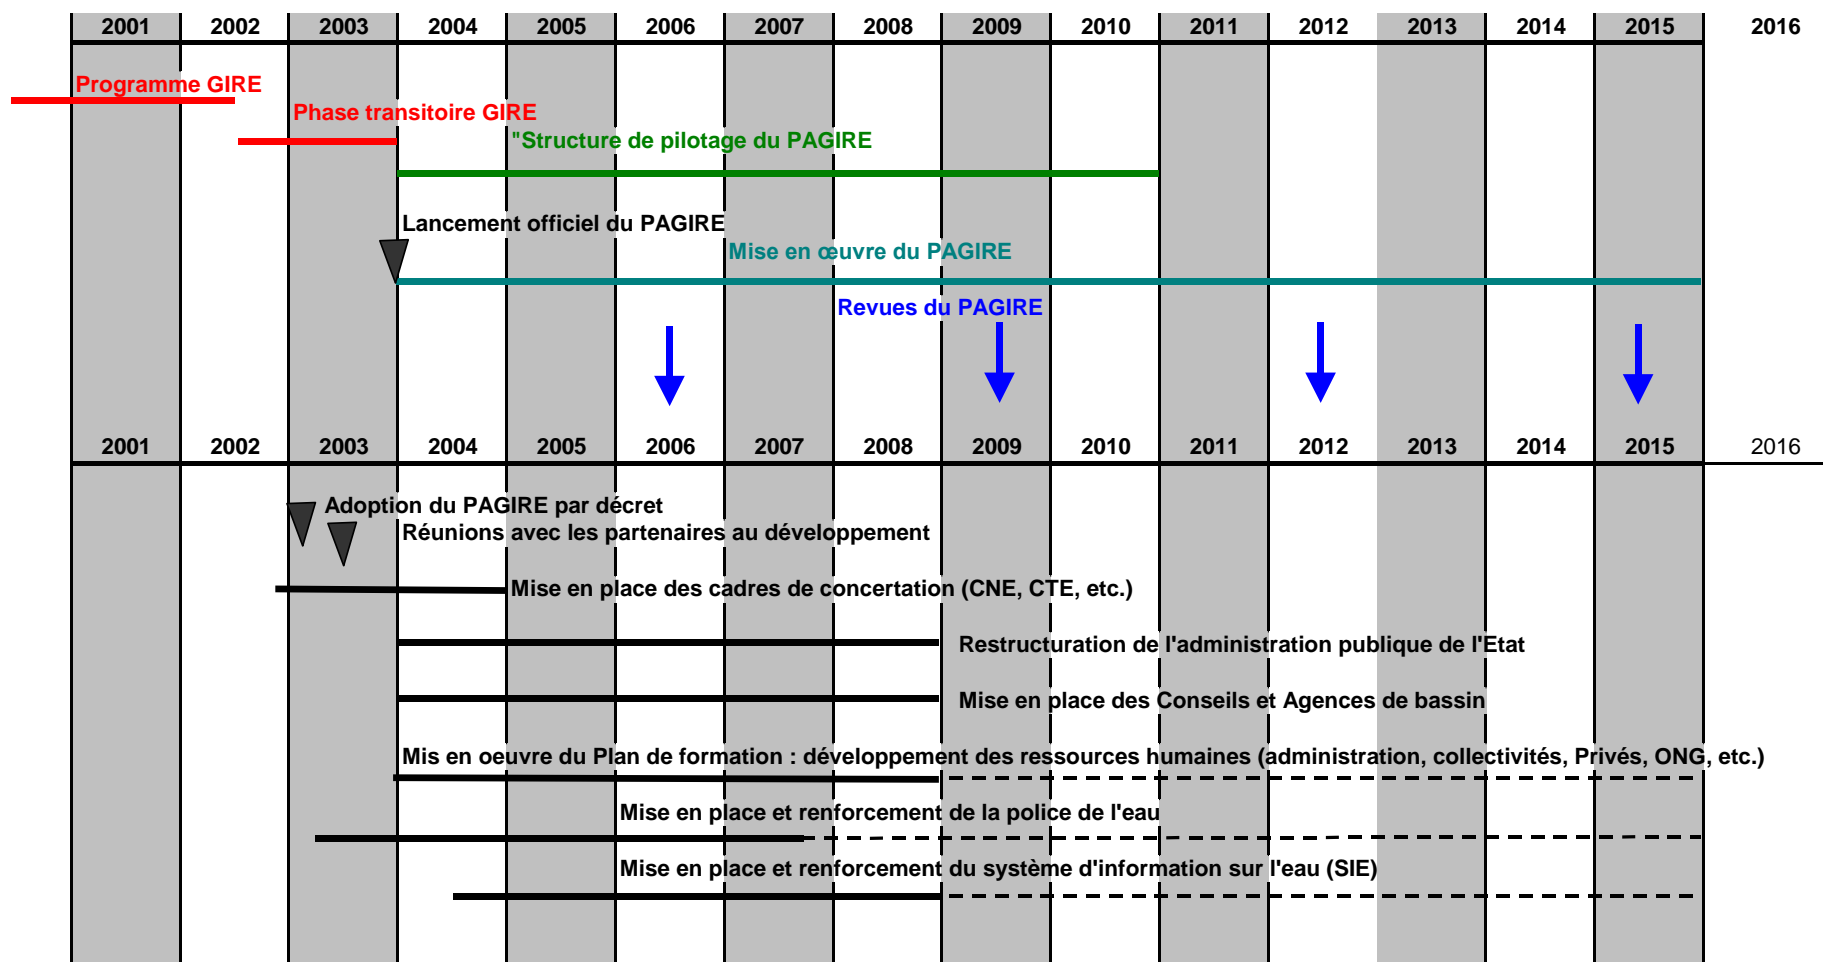 2001 2002 2003 2004 2005 2006 2007 2008 2009 2010 2011 2012 2013 2014 2015 2016
Programme GIRE
Phase transitoire GIRE
"Structure de pilotage du PAGIRE
Lancement officiel du PAGIRE
Mise en œuvre du PAGIRE
Revues du PAGIRE
2001 2002 2003 2004 2005 2006 2007 2008 2009 2010 2011 2012 2013 2014 2015 2016
Adoption du PAGIRE par décret
Réunions avec les partenaires au développement
Mise en place des cadres de concertation (CNE, CTE, etc.)
Restructuration de l'administration publique de l'Etat
Mise en place des Conseils et Agences de bassin
Mis en oeuvre du Plan de formation : développement des ressources humaines (administration, collectivités, Privés, ONG, etc.)
Mise en place et renforcement de la police de l'eau
Mise en place et renforcement du système d'information sur l'eau (SIE)